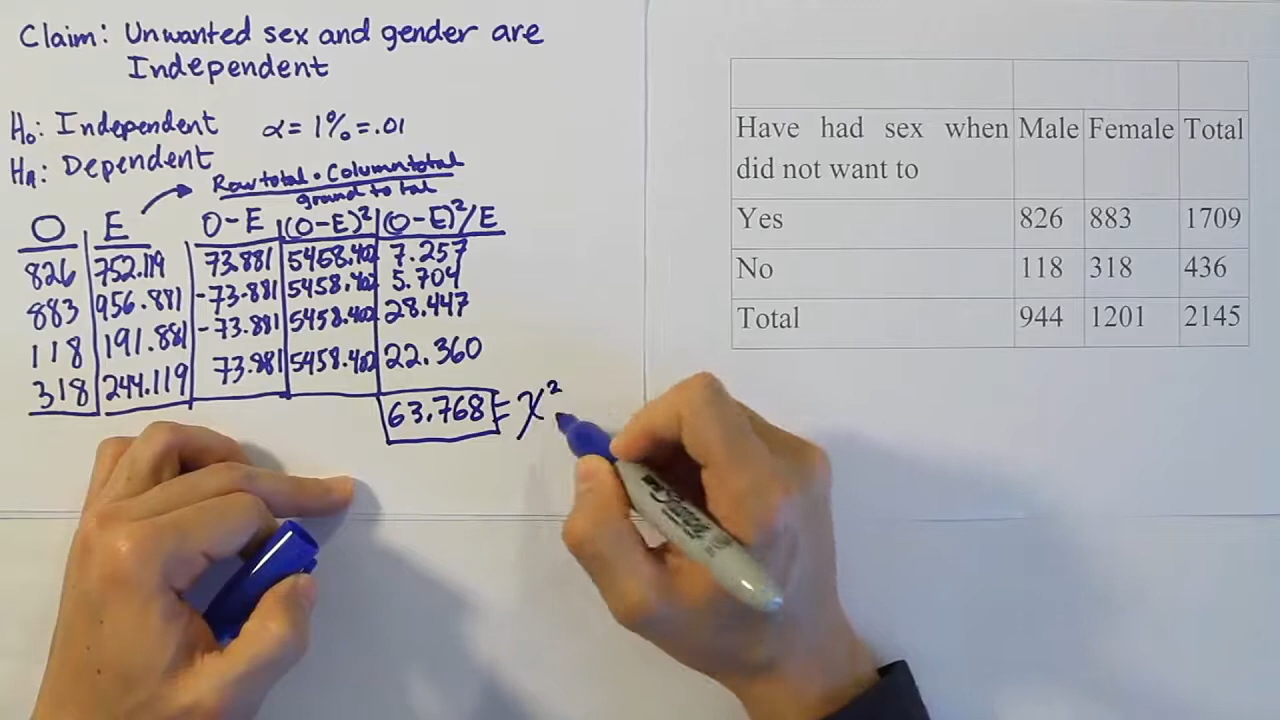 Claim: Unwanted sex and gender are
Independent
H₀: Independent α = 1% = .01
Hₐ: Dependent
Row total · Column total
ground total
O E O-E (O-E)² (O-E)²/E
826 752.119 73.881 5458.402 7.257
883 956.881 -73.881 5458.402 5.704
118 191.881 -73.881 5458.402 28.447
318 244.119 73.881 5458.402 22.360
63.768 = χ²
Have had sex when Male Female Total
did not want to
Yes 826 883 1709
No 118 318 436
Total 944 1201 2145
Sharpie